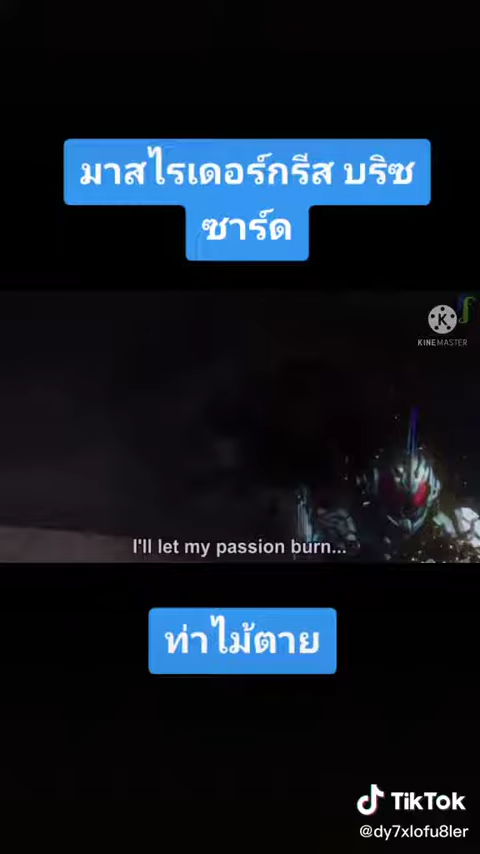 มาสไรเดอร์กรีส บริซ
ซาร์ด
KINEMASTER
I'll let my passion burn...
ท่าไม้ตาย
TikTok
@dy7xlofu8ler